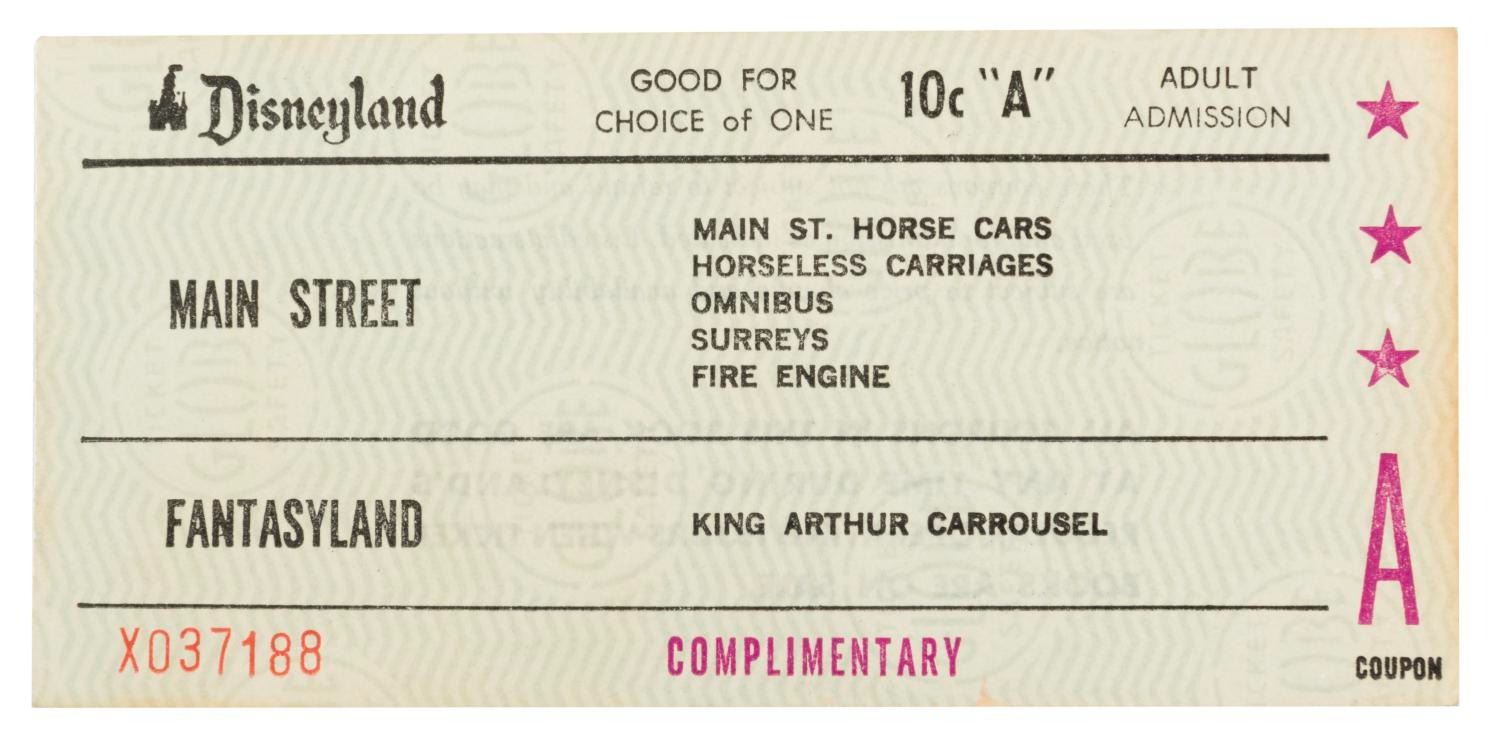 Disneyland
GOOD FOR
CHOICE of ONE
10c "A"
ADULT
ADMISSION
MAIN STREET
MAIN ST. HORSE CARS
HORSELESS CARRIAGES
OMNIBUS
SURREYS
FIRE ENGINE
FANTASYLAND
KING ARTHUR CARROUSEL
X037188
COMPLIMENTARY
A
COUPON